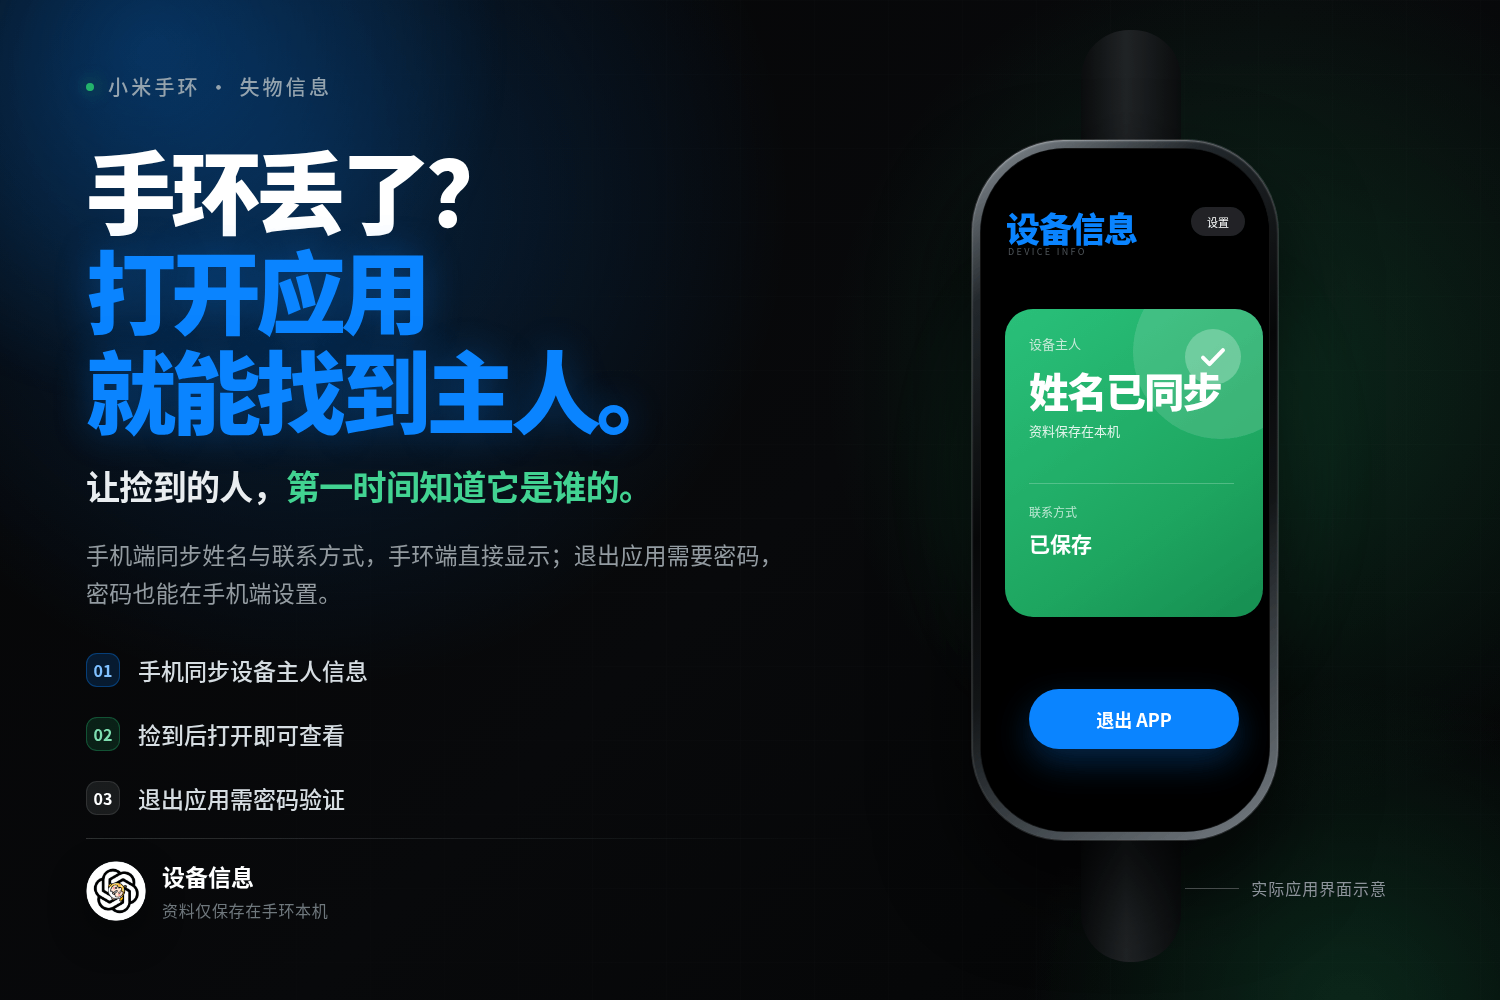 小米手环 • 失物信息
手环丢了？
打开应用
就能找到主人。
让捡到的人，第一时间知道它是谁的。
手机端同步姓名与联系方式，手环端直接显示；退出应用需要密码，
密码也能在手机端设置。
01 手机同步设备主人信息
02 捡到后打开即可查看
03 退出应用需密码验证
设备信息
资料仅保存在手环本机
设备信息
设置
DEVICE INFO
设备主人
姓名已同步
资料保存在本机
联系方式
已保存
退出 APP
实际应用界面示意